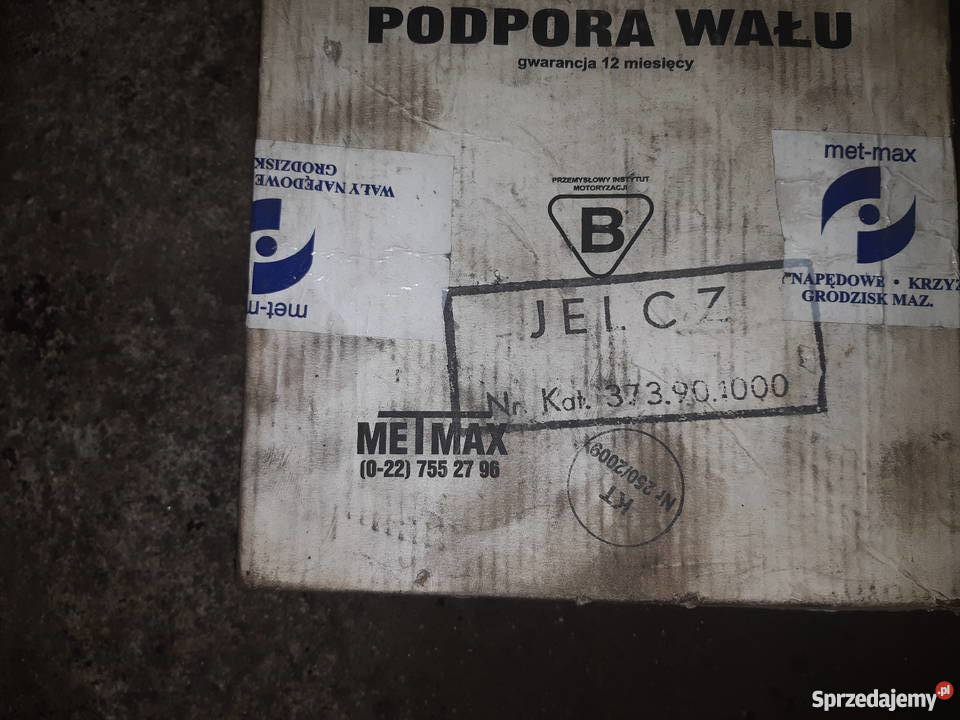 PODPORA WAŁU
gwarancja 12 miesięcy
met-max
WAŁY NAPĘDOWE
GRODZISK
met-m
PRZEMYSŁOWY INSTYTUT
MOTORYZACJI
B
NAPĘDOWE • KRZYŻ
GRODZISK MAZ.
JELCZ
Nr. Kat. 373.90.1000
METMAX
(0-22) 755 27 96
KT
Nr 250/2009
Sprzedajemy.pl